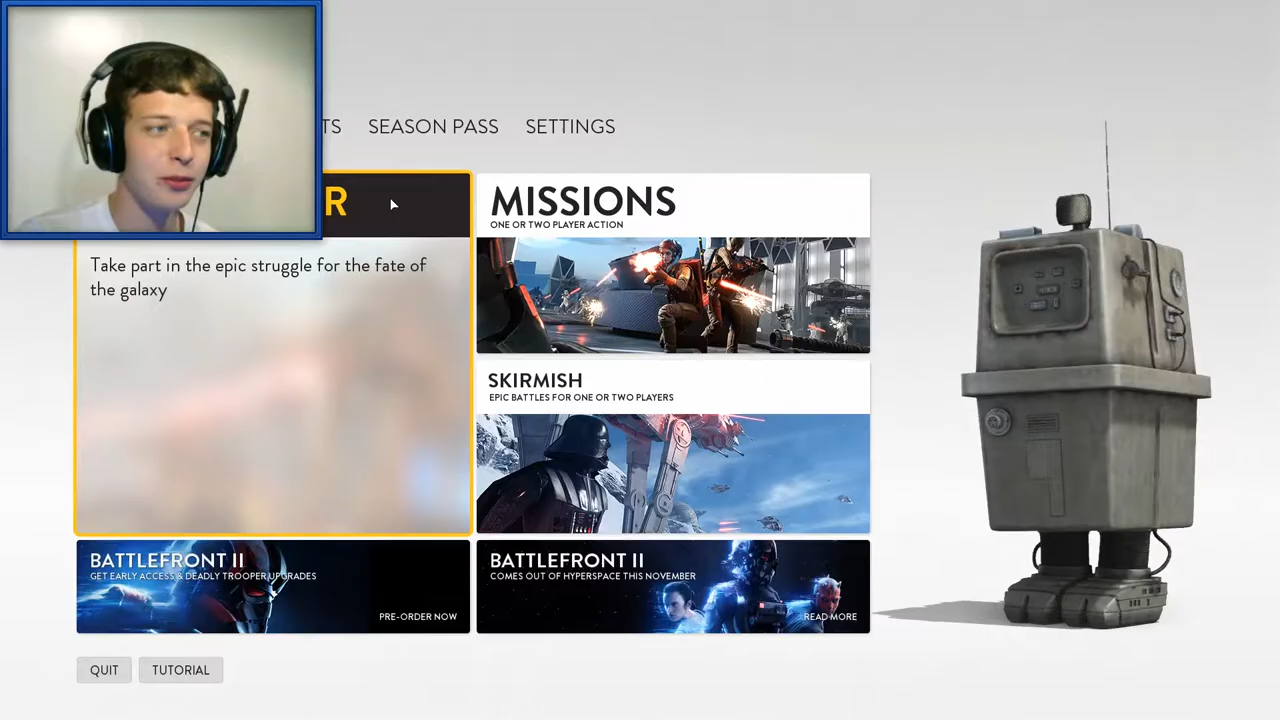 SEASON PASS
SETTINGS
MISSIONS
ONE OR TWO PLAYER ACTION
Take part in the epic struggle for the fate of
the galaxy
SKIRMISH
EPIC BATTLES FOR ONE OR TWO PLAYERS
BATTLEFRONT II
GET EARLY ACCESS & DEADLY TROOPER UPGRADES
PRE-ORDER NOW
BATTLEFRONT II
COMES OUT OF HYPERSPACE THIS NOVEMBER
READ MORE
QUIT
TUTORIAL